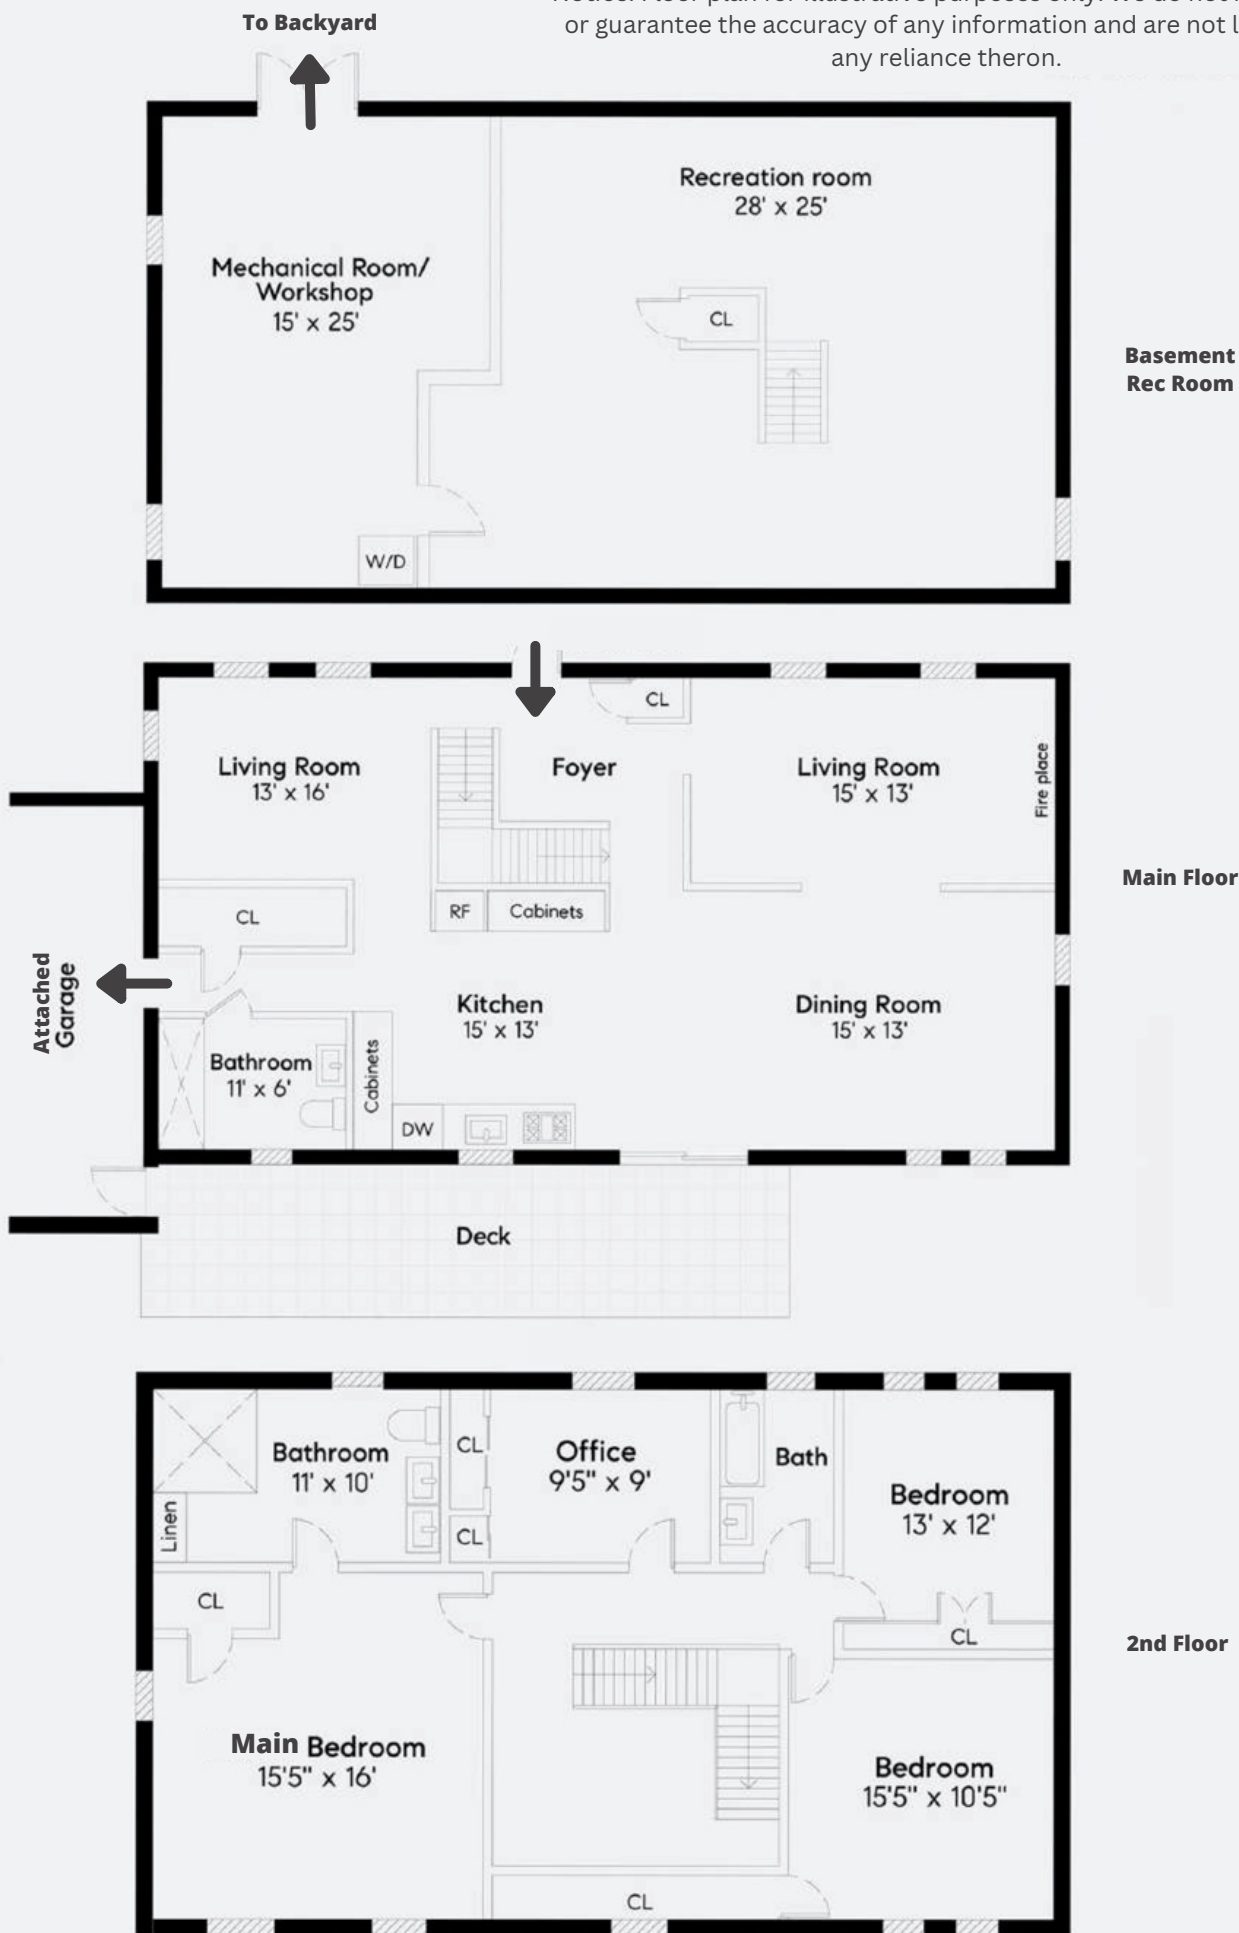 or guarantee the accuracy of any information and are not
any reliance theron.
To Backyard
Recreation room
28' x 25'
Mechanical Room/
Workshop
15' x 25'
CL
W/D
Basement
Rec Room
CL
Living Room
13' x 16'
Foyer
Living Room
15' x 13'
Fire place
CL
RF
Cabinets
Main Floor
Attached
Garage
Kitchen
15' x 13'
Dining Room
15' x 13'
Bathroom
11' x 6'
Cabinets
DW
Deck
Bathroom
11' x 10'
Linen
CL
CL
Office
9'5" x 9'
Bath
Bedroom
13' x 12'
CL
CL
2nd Floor
Main Bedroom
15'5" x 16'
Bedroom
15'5" x 10'5"
CL